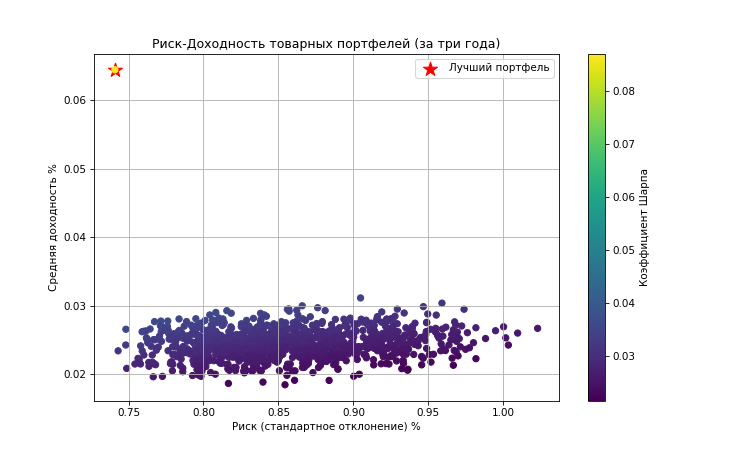 Риск-Доходность товарных портфелей (за три года)
Лучший портфель
Средняя доходность %
0.06
0.05
0.04
0.03
0.02
0.75 0.80 0.85 0.90 0.95 1.00
Риск (стандартное отклонение) %
0.08
0.07
0.06
0.05
0.04
0.03
Коэффициент Шарпа